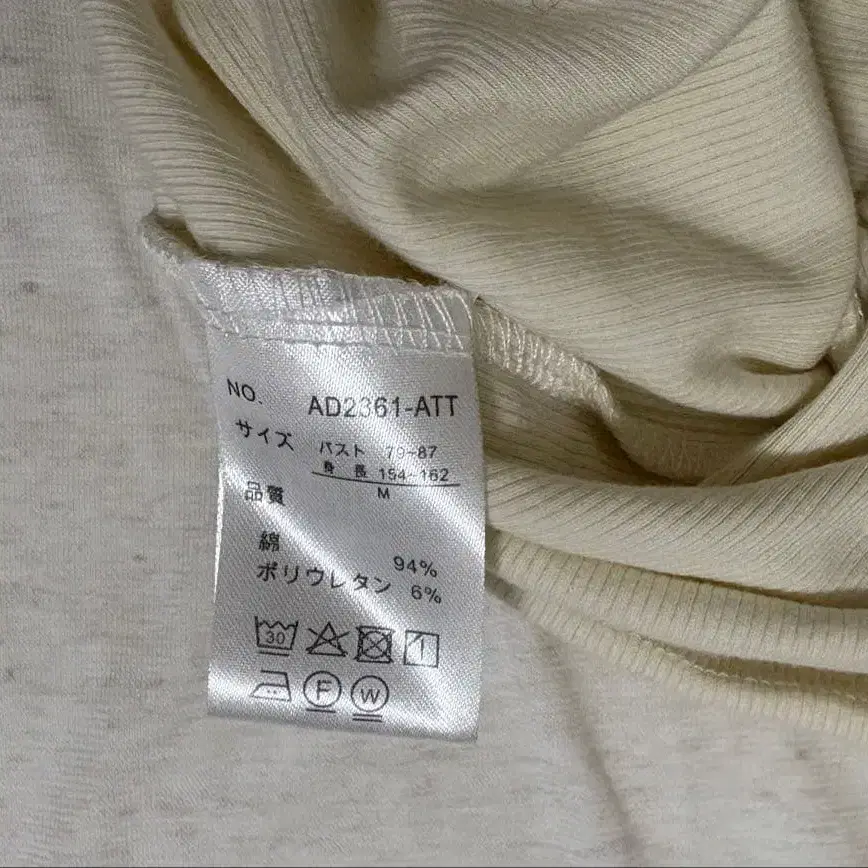 NO. AD2361-ATT
サイズ バスト 79-87
身 長 154-162
M
品質
綿 94%
ポリウレタン 6%
30
F W